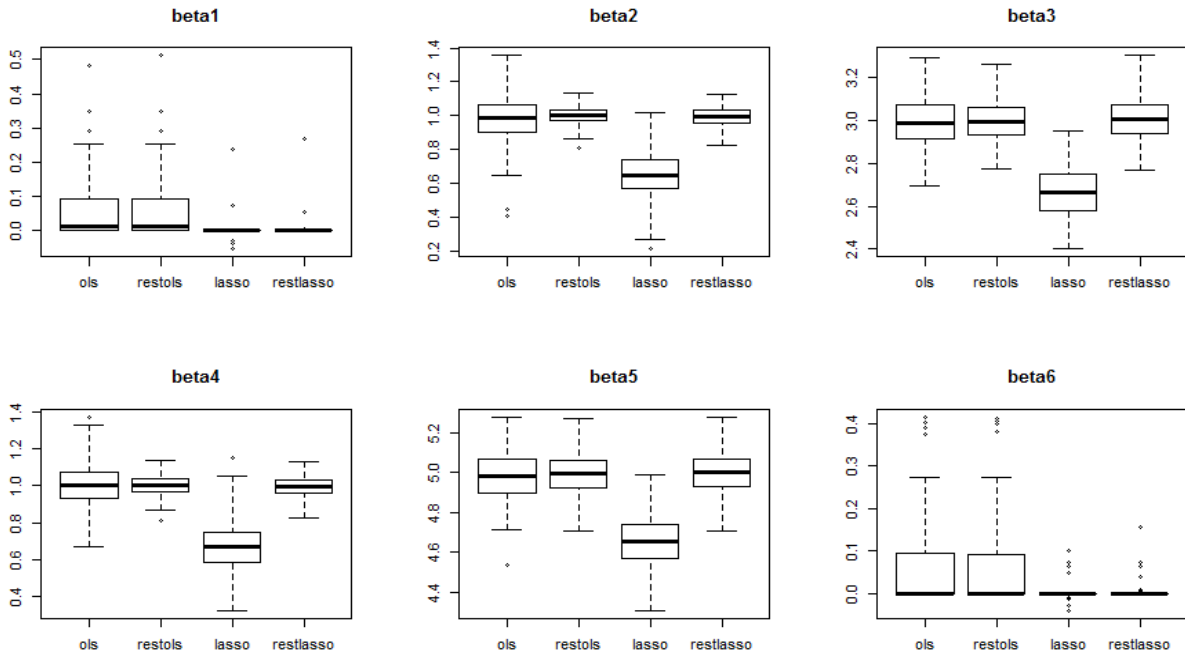 beta1
0.5
0.4
0.3
0.2
0.1
0.0
ols restols lasso restlasso
beta2
1.4
1.2
1.0
0.8
0.6
0.4
0.2
ols restols lasso restlasso
beta3
3.2
3.0
2.8
2.6
2.4
ols restols lasso restlasso
beta4
1.4
1.2
1.0
0.8
0.6
0.4
ols restols lasso restlasso
beta5
5.2
5.0
4.8
4.6
4.4
ols restols lasso restlasso
beta6
0.4
0.3
0.2
0.1
0.0
ols restols lasso restlasso